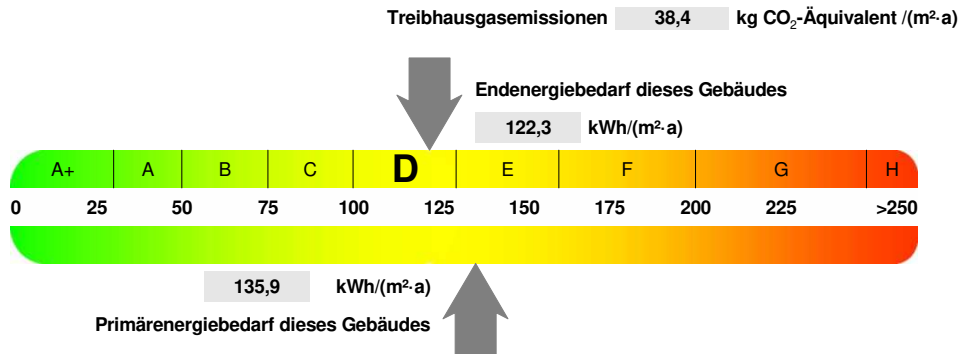 Treibhausgasemissionen 38,4 kg CO₂-Äquivalent /(m²·a)
Endenergiebedarf dieses Gebäudes
122,3 kWh/(m²·a)
A+ A B C D E F G H
0 25 50 75 100 125 150 175 200 225 >250
135,9 kWh/(m²·a)
Primärenergiebedarf dieses Gebäudes